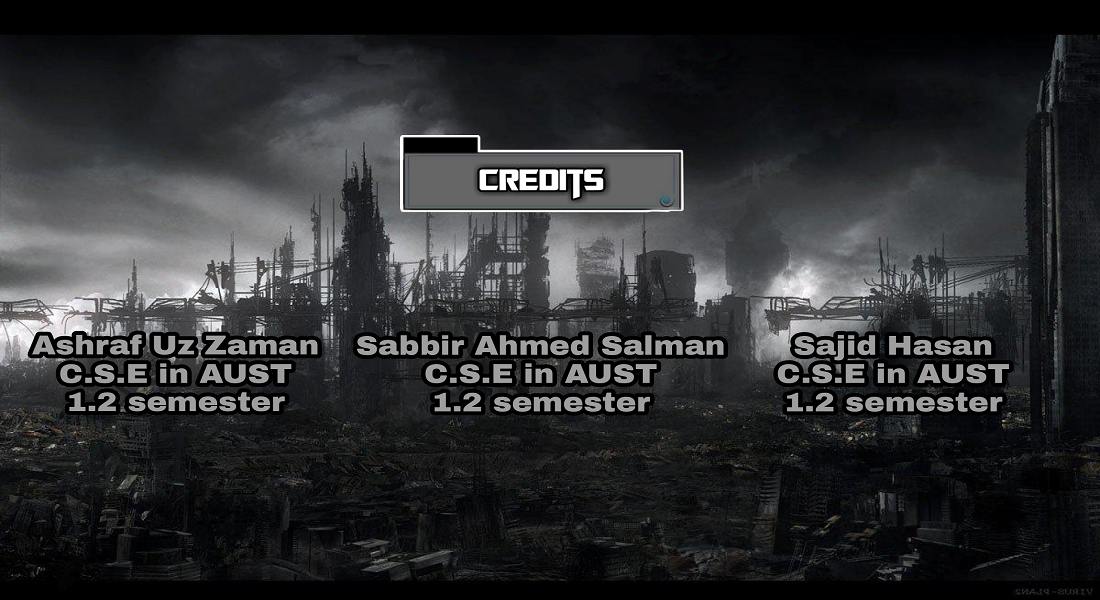 CREDITS
Ashraf Uz Zaman
C.S.E in AUST
1.2 semester
Sabbir Ahmed Salman
C.S.E in AUST
1.2 semester
Sajid Hasan
C.S.E in AUST
1.2 semester